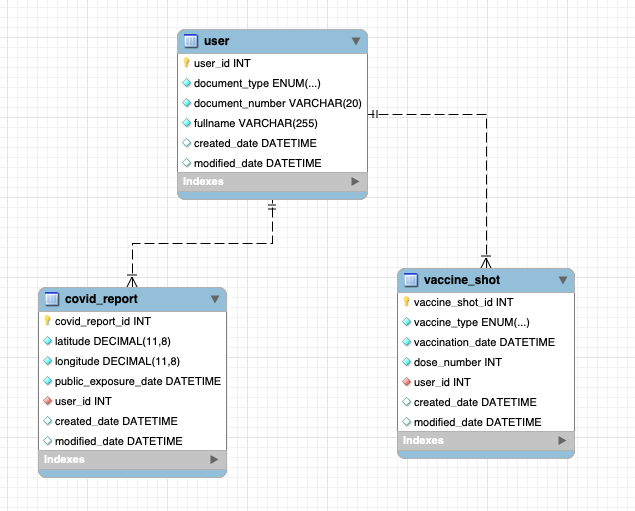 user
user_id INT
document_type ENUM(...)
document_number VARCHAR(20)
fullname VARCHAR(255)
created_date DATETIME
modified_date DATETIME
Indexes
covid_report
covid_report_id INT
latitude DECIMAL(11,8)
longitude DECIMAL(11,8)
public_exposure_date DATETIME
user_id INT
created_date DATETIME
modified_date DATETIME
Indexes
vaccine_shot
vaccine_shot_id INT
vaccine_type ENUM(...)
vaccination_date DATETIME
dose_number INT
user_id INT
created_date DATETIME
modified_date DATETIME
Indexes